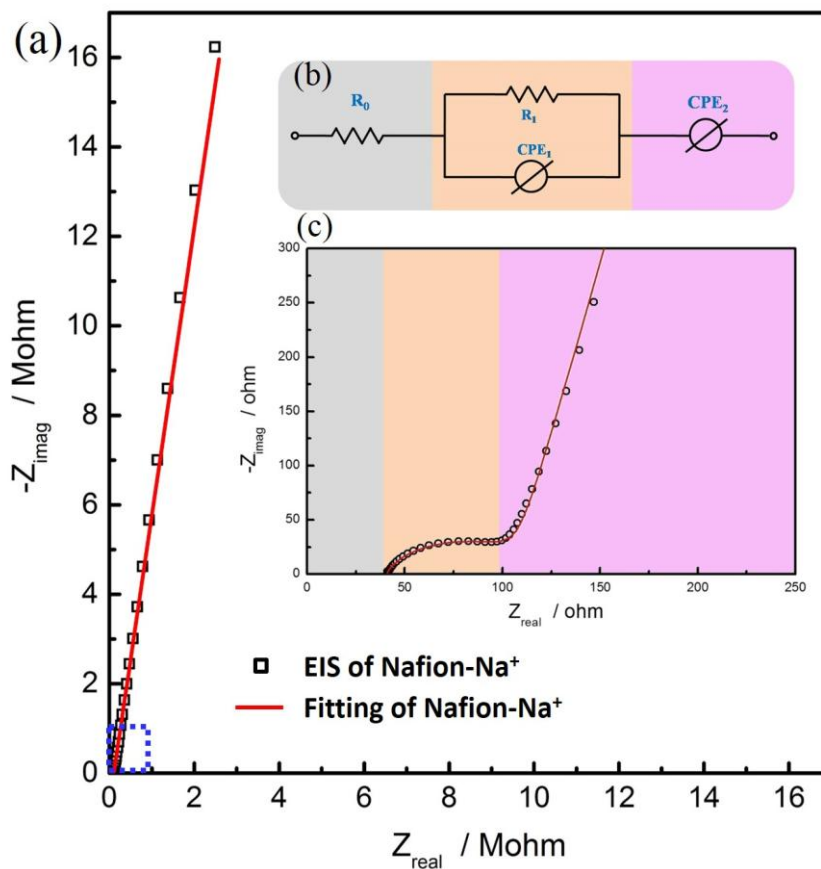 (a)
16
14
12
10
8
6
4
2
0
-Zimag / Mohm
0 2 4 6 8 10 12 14 16
Zreal / Mohm
(b)
R0
R1
CPE1
CPE2
(c)
300
250
200
150
100
50
0
-Zimag / ohm
0 50 100 150 200 250
Zreal / ohm
EIS of Nafion-Na+
Fitting of Nafion-Na+